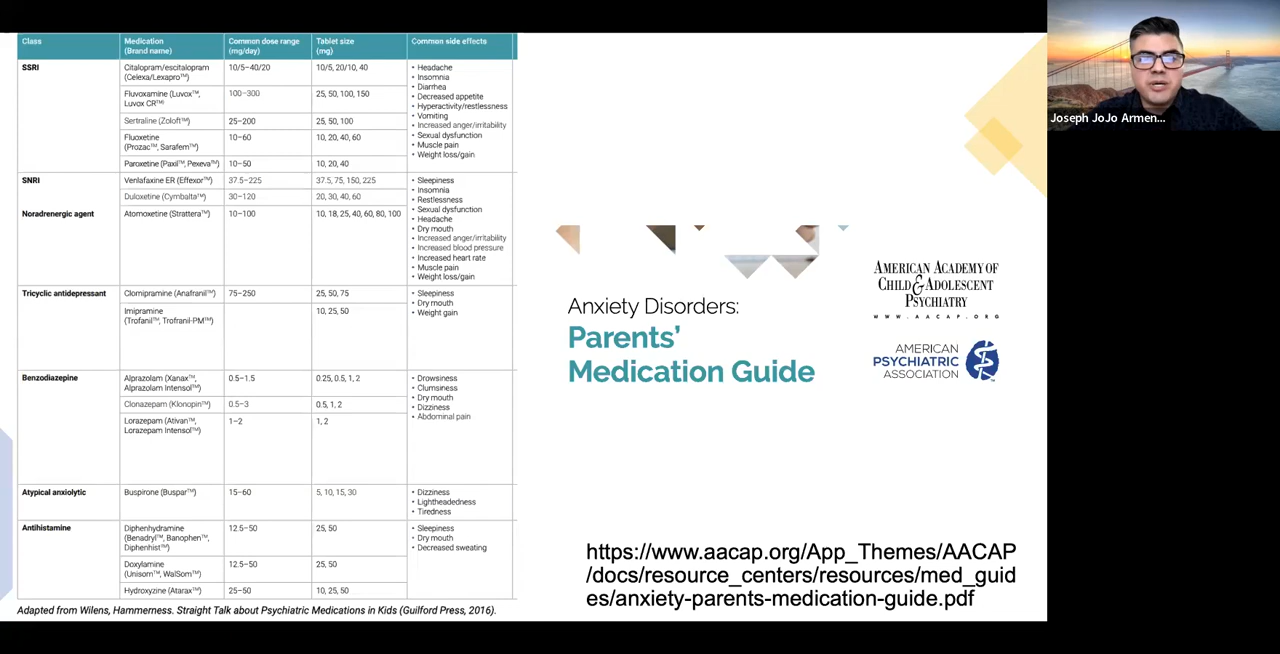 Class Medication (Brand name) Common dose range (mg/day) Tablet size (mg) Common side effects
SSRI
Citalopram/escitalopram
(Celexa/Lexapro™)
10/5–40/20
10/5, 20/10, 40
Fluvoxamine (Luvox™,
Luvox CR™)
100–300
25, 50, 100, 150
Sertraline (Zoloft™)
25–200
25, 50, 100
Fluoxetine
(Prozac™, Sarafem™)
10–60
10, 20, 40, 60
Paroxetine (Paxil™, Pexeva™)
10–50
10, 20, 40
• Headache
• Insomnia
• Diarrhea
• Decreased appetite
• Hyperactivity/restlessness
• Vomiting
• Increased anger/irritability
• Sexual dysfunction
• Muscle pain
• Weight loss/gain
SNRI
Venlafaxine ER (Effexor™)
37.5–225
37.5, 75, 150, 225
Duloxetine (Cymbalta™)
30–120
20, 30, 40, 60
Noradrenergic agent
Atomoxetine (Strattera™)
10–100
10, 18, 25, 40, 60, 80, 100
• Sleepiness
• Insomnia
• Restlessness
• Sexual dysfunction
• Headache
• Dry mouth
• Increased anger/irritability
• Increased blood pressure
• Increased heart rate
• Muscle pain
• Weight loss/gain
Tricyclic antidepressant
Clomipramine (Anafranil™)
75–250
25, 50, 75
Imipramine
(Trofanil™, Trofranil-PM™)
10, 25, 50
• Sleepiness
• Dry mouth
• Weight gain
Benzodiazepine
Alprazolam (Xanax™,
Alprazolam Intensol™)
0.5–1.5
0.25, 0.5, 1, 2
Clonazepam (Klonopin™)
0.5–3
0.5, 1, 2
Lorazepam (Ativan™,
Lorazepam Intensol™)
1–2
1, 2
• Drowsiness
• Clumsiness
• Dry mouth
• Dizziness
• Abdominal pain
Atypical anxiolytic
Buspirone (Buspar™)
15–60
5, 10, 15, 30
• Dizziness
• Lightheadedness
• Tiredness
Antihistamine
Diphenhydramine
(Benadryl™, Banophen™,
Diphenhist™)
12.5–50
25, 50
Doxylamine
(Unisom™, WalSom™)
12.5–50
25, 50
Hydroxyzine (Atarax™)
25–50
10, 25, 50
• Sleepiness
• Dry mouth
• Decreased sweating
Adapted from Wilens, Hammerness. Straight Talk about Psychiatric Medications in Kids (Guilford Press, 2016).
Anxiety Disorders:
Parents’
Medication Guide
AMERICAN ACADEMY OF
CHILD & ADOLESCENT
PSYCHIATRY
WWW.AACAP.ORG
AMERICAN
PSYCHIATRIC
ASSOCIATION
https://www.aacap.org/App_Themes/AACAP
/docs/resource_centers/resources/med_guid
es/anxiety-parents-medication-guide.pdf
Joseph JoJo Armen...